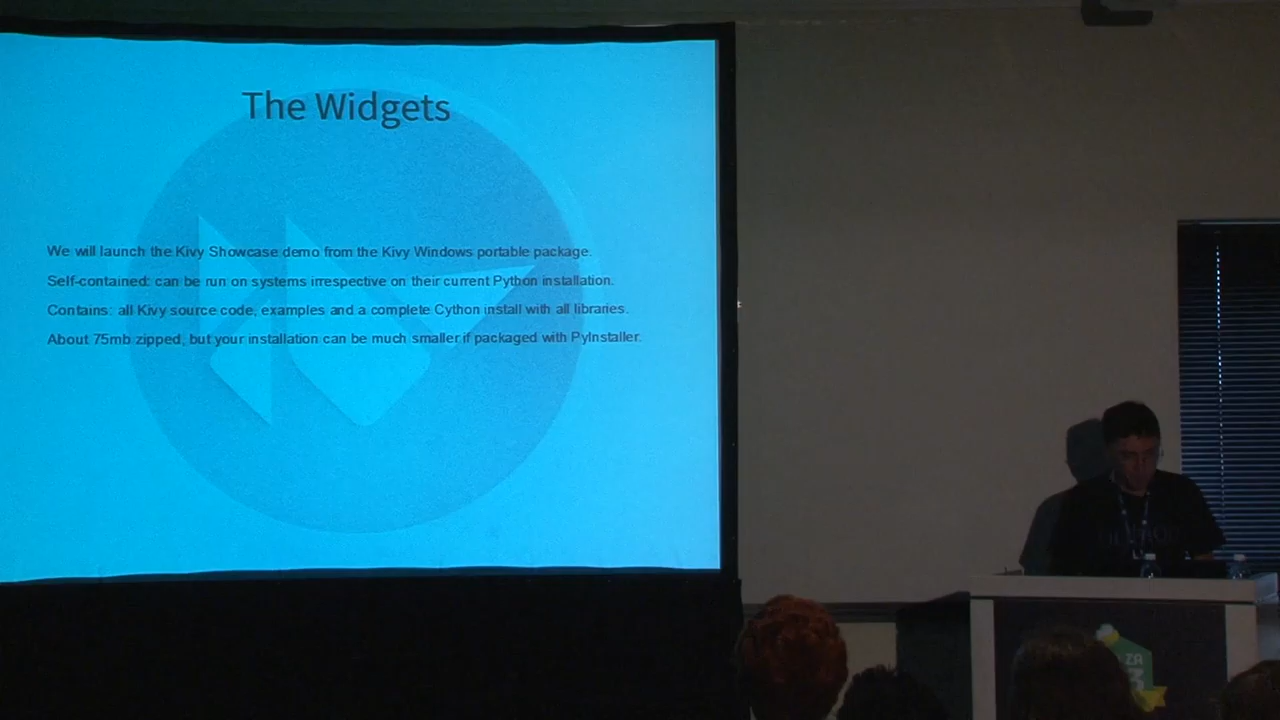 The Widgets
We will launch the Kivy Showcase demo from the Kivy Windows portable package.
Self-contained: can be run on systems irrespective on their current Python installation.
Contains: all Kivy source code, examples and a complete Cython install with all libraries.
About 75mb zipped, but your installation can be much smaller if packaged with PyInstaller.
ZA